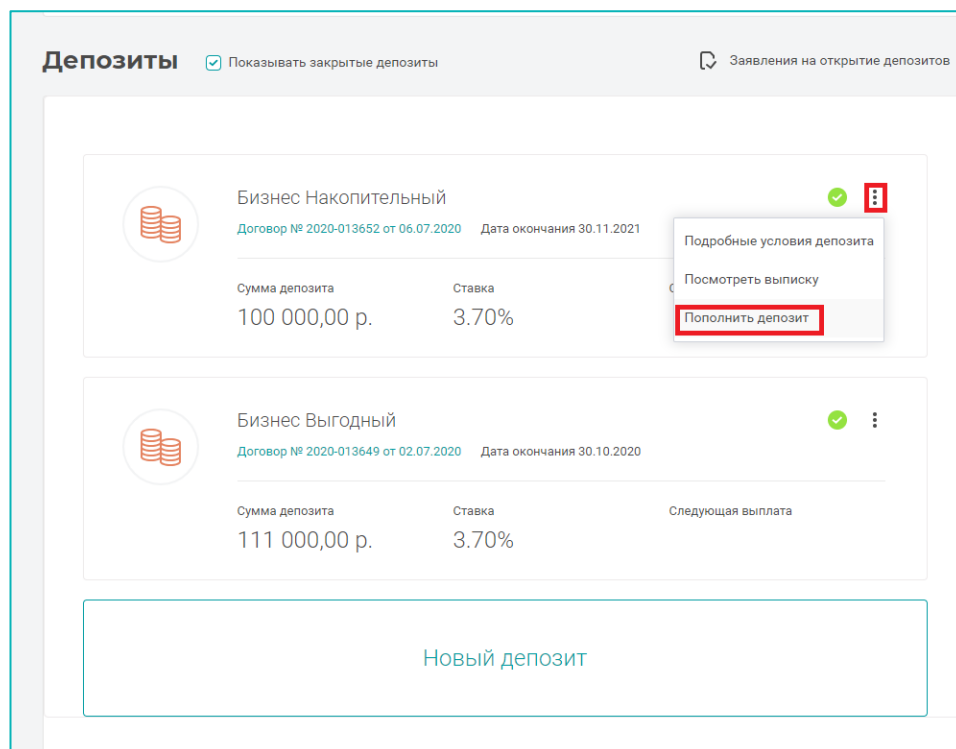 Депозиты
Показывать закрытые депозиты
Заявления на открытие депозитов
Бизнес Накопительный
Договор № 2020-013652 от 06.07.2020 Дата окончания 30.11.2021
Подробные условия депозита
Посмотреть выписку
Пополнить депозит
Сумма депозита Ставка
100 000,00 р. 3.70%
Бизнес Выгодный
Договор № 2020-013649 от 02.07.2020 Дата окончания 30.10.2020
Сумма депозита Ставка Следующая выплата
111 000,00 р. 3.70%
Новый депозит